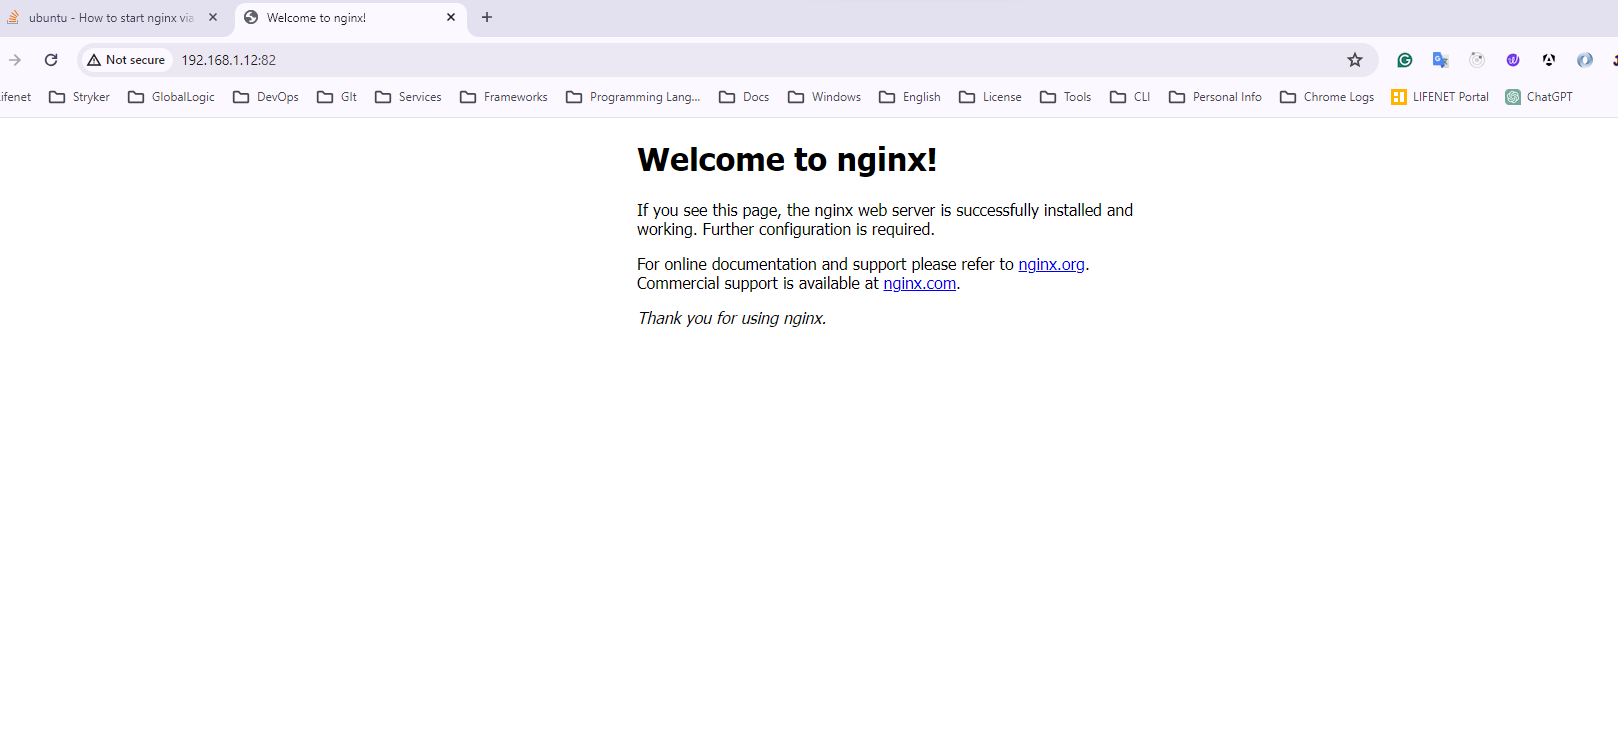 ubuntu - How to start nginx via
Welcome to nginx!
Not secure
192.168.1.12:82
ifenet
Stryker
GlobalLogic
DevOps
GIt
Services
Frameworks
Programming Lang...
Docs
Windows
English
License
Tools
CLI
Personal Info
Chrome Logs
LIFENET Portal
ChatGPT
Welcome to nginx!
If you see this page, the nginx web server is successfully installed and
working. Further configuration is required.
For online documentation and support please refer to nginx.org.
Commercial support is available at nginx.com.
Thank you for using nginx.